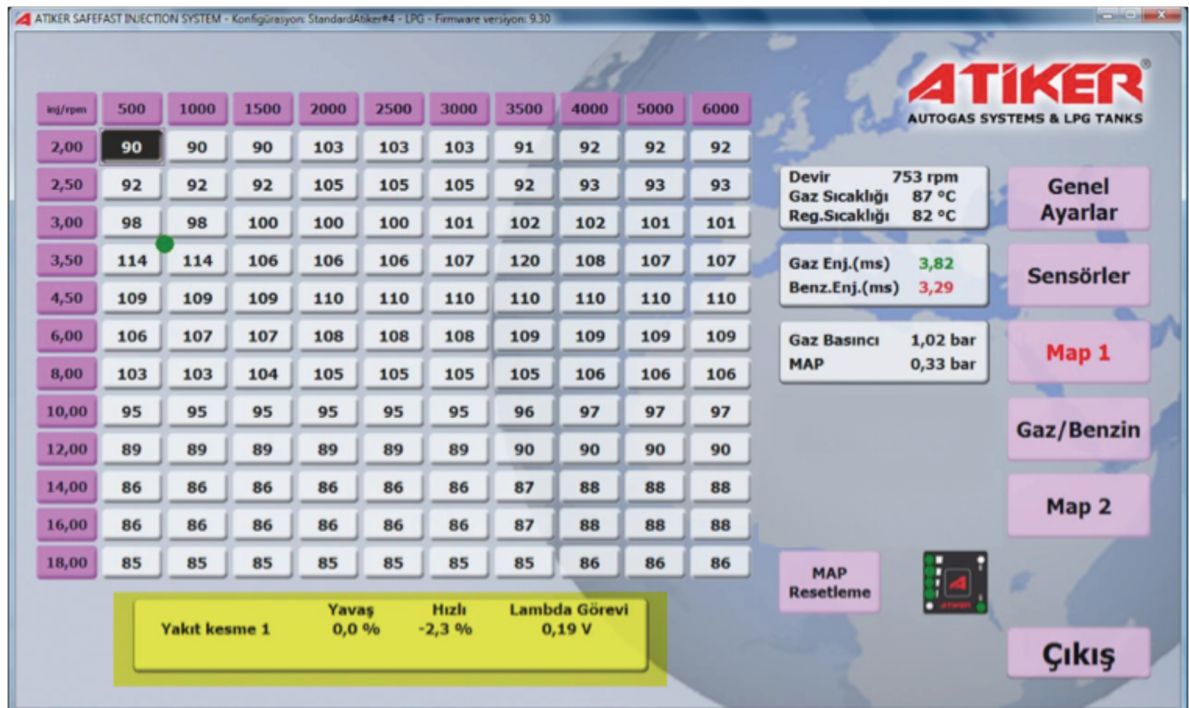 ATIKER SAFEFAST INJECTION SYSTEM - Konfigürasyon: StandardAtiker#4 - LPG - Firmware versiyon: 9.30
ATİKER®
AUTOGAS SYSTEMS & LPG TANKS
inj/rpm 500 1000 1500 2000 2500 3000 3500 4000 5000 6000
2,00 90 90 90 103 103 103 91 92 92 92
2,50 92 92 92 105 105 105 92 93 93 93
3,00 98 98 100 100 100 101 102 102 101 101
3,50 114 114 106 106 106 107 120 108 107 107
4,50 109 109 109 110 110 110 110 110 110 110
6,00 106 107 107 108 108 108 109 109 109 109
8,00 103 103 104 105 105 105 105 106 106 106
10,00 95 95 95 95 95 95 96 97 97 97
12,00 89 89 89 89 89 89 90 90 90 90
14,00 86 86 86 86 86 86 87 88 88 88
16,00 86 86 86 86 86 86 87 88 88 88
18,00 85 85 85 85 85 85 85 86 86 86
Yavaş Hızlı Lambda Görevi
Yakıt kesme 1 0,0 % -2,3 % 0,19 V
Devir 753 rpm
Gaz Sıcaklığı 87 °C
Reg.Sıcaklığı 82 °C
Gaz Enj.(ms) 3,82
Benz.Enj.(ms) 3,29
Gaz Basıncı 1,02 bar
MAP 0,33 bar
MAP
Resetleme
ATIKER
Genel
Ayarlar
Sensörler
Map 1
Gaz/Benzin
Map 2
Çıkış